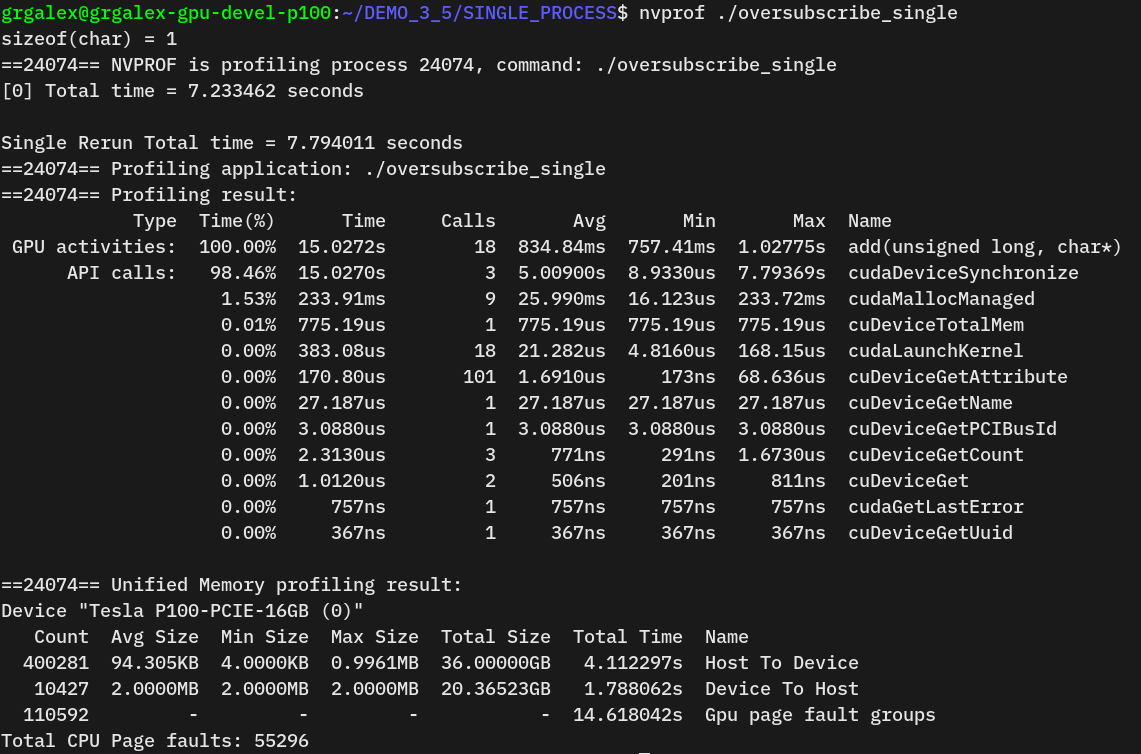 grgalex@grgalex-gpu-devel-p100:~/DEMO_3_5/SINGLE_PROCESS$ nvprof ./oversubscribe_single
sizeof(char) = 1
==24074== NVPROF is profiling process 24074, command: ./oversubscribe_single
[0] Total time = 7.233462 seconds

Single Rerun Total time = 7.794011 seconds
==24074== Profiling application: ./oversubscribe_single
==24074== Profiling result:
            Type  Time(%)      Time     Calls       Avg       Min       Max  Name
 GPU activities:  100.00%  15.0272s        18  834.84ms  757.41ms  1.02775s  add(unsigned long, char*)
      API calls:   98.46%  15.0270s         3  5.00900s  8.9330us  7.79369s  cudaDeviceSynchronize
                    1.53%  233.91ms         9  25.990ms  16.123us  233.72ms  cudaMallocManaged
                    0.01%  775.19us         1  775.19us  775.19us  775.19us  cuDeviceTotalMem
                    0.00%  383.08us        18  21.282us  4.8160us  168.15us  cudaLaunchKernel
                    0.00%  170.80us       101  1.6910us     173ns  68.636us  cuDeviceGetAttribute
                    0.00%  27.187us         1  27.187us  27.187us  27.187us  cuDeviceGetName
                    0.00%  3.0880us         1  3.0880us  3.0880us  3.0880us  cuDeviceGetPCIBusId
                    0.00%  2.3130us         3     771ns     291ns  1.6730us  cuDeviceGetCount
                    0.00%  1.0120us         2     506ns     201ns     811ns  cuDeviceGet
                    0.00%     757ns         1     757ns     757ns     757ns  cudaGetLastError
                    0.00%     367ns         1     367ns     367ns     367ns  cuDeviceGetUuid

==24074== Unified Memory profiling result:
Device "Tesla P100-PCIE-16GB (0)"
   Count  Avg Size  Min Size  Max Size  Total Size  Total Time  Name
  400281  94.305KB  4.0000KB  0.9961MB  36.00000GB   4.112297s  Host To Device
   10427  2.0000MB  2.0000MB  2.0000MB  20.36523GB   1.788062s  Device To Host
  110592         -         -         -           -  14.618042s  Gpu page fault groups
Total CPU Page faults: 55296